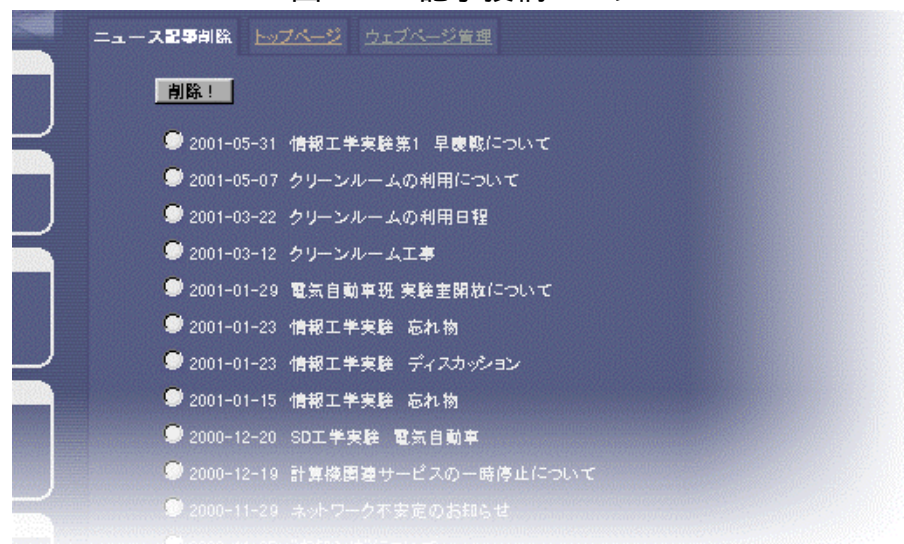 ニュース記事削除 トップページ ウェブページ管理
削除！
2001-05-31 情報工学実験第1 早慶戦について
2001-05-07 クリーンルームの利用について
2001-03-22 クリーンルームの利用日程
2001-03-12 クリーンルーム工事
2001-01-29 電気自動車班 実験室開放について
2001-01-23 情報工学実験 忘れ物
2001-01-23 情報工学実験 ディスカッション
2001-01-15 情報工学実験 忘れ物
2000-12-20 SD工学実験 電気自動車
2000-12-19 計算機関連サービスの一時停止について
2000-11-29 ネットワーク不安定のお知らせ